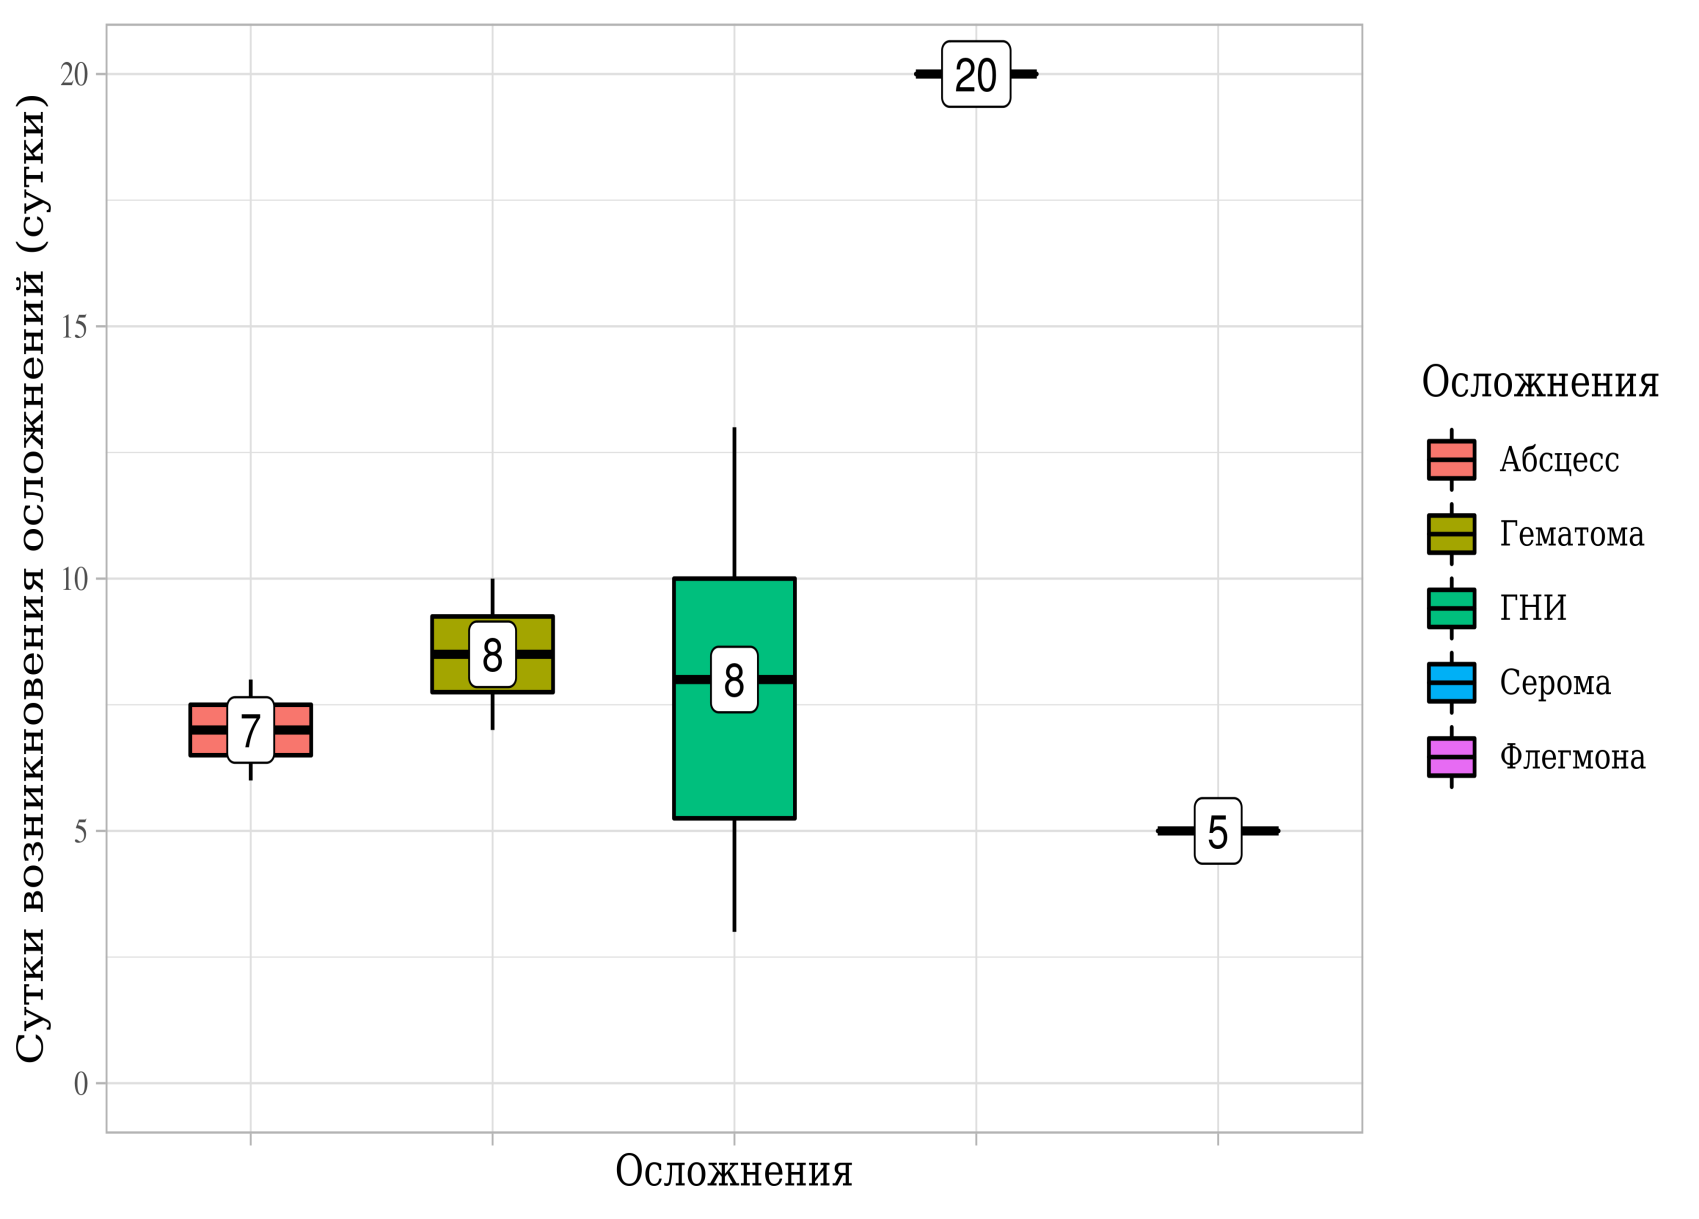 Сутки возникновения осложнений (сутки)
20
15
10
5
0
7
8
8
20
5
Осложнения
Осложнения
Абсцесс
Гематома
ГНИ
Серома
Флегмона